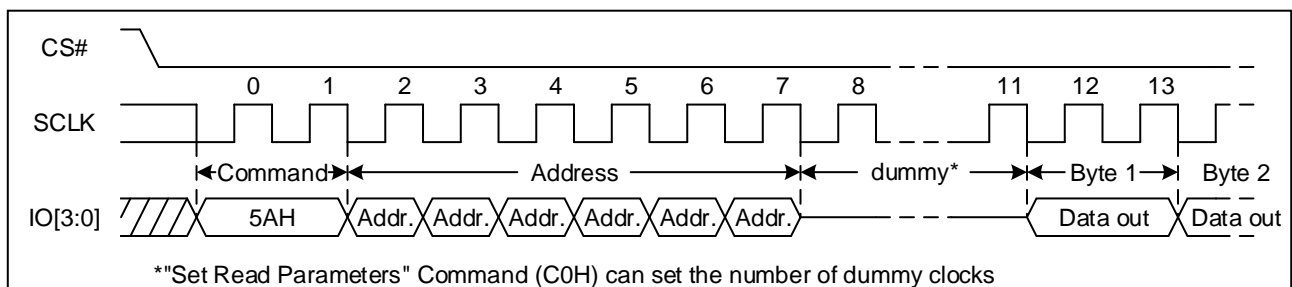 CS#
0 1 2 3 4 5 6 7 8 11 12 13
SCLK
Command Address dummy* Byte 1 Byte 2
IO[3:0] 5AH Addr. Addr. Addr. Addr. Addr. Addr. Data out Data out
*"Set Read Parameters" Command (C0H) can set the number of dummy clocks